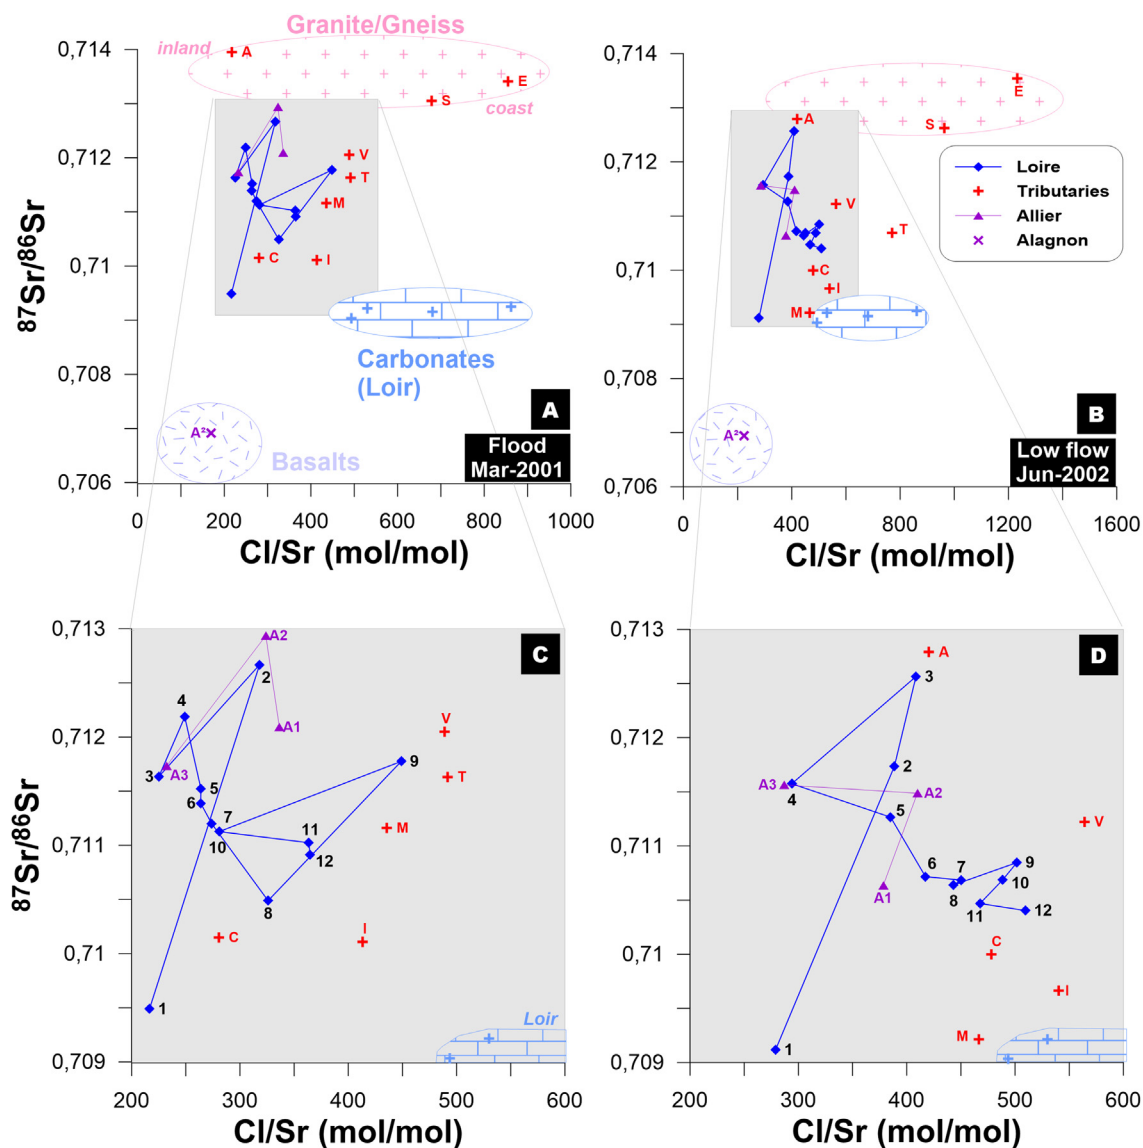 Granite/Gneiss
inland
A
E
S
coast
V
T
M
C
I
Carbonates
(Loir)
A²
Basalts
A
Flood
Mar-2001
0,714
0,712
0,71
0,708
0,706
87Sr/86Sr
0 200 400 600 800 1000
Cl/Sr (mol/mol)
0,714
0,712
0,71
0,708
0,706
A
E
S
V
T
C
I
M
A²
Loire
Tributaries
Allier
Alagnon
B
Low flow
Jun-2002
0 400 800 1200 1600
Cl/Sr (mol/mol)
0,713
0,712
0,711
0,71
0,709
87Sr/86Sr
C
A2
2
A1
4
3
A3
5
6
7
10
11
12
8
9
1
V
T
M
C
I
Loir
200 300 400 500 600
Cl/Sr (mol/mol)
0,713
0,712
0,711
0,71
0,709
D
A
3
2
A3
4
A2
5
A1
6
7
8
9
10
11
12
1
V
C
I
M
200 300 400 500 600
Cl/Sr (mol/mol)